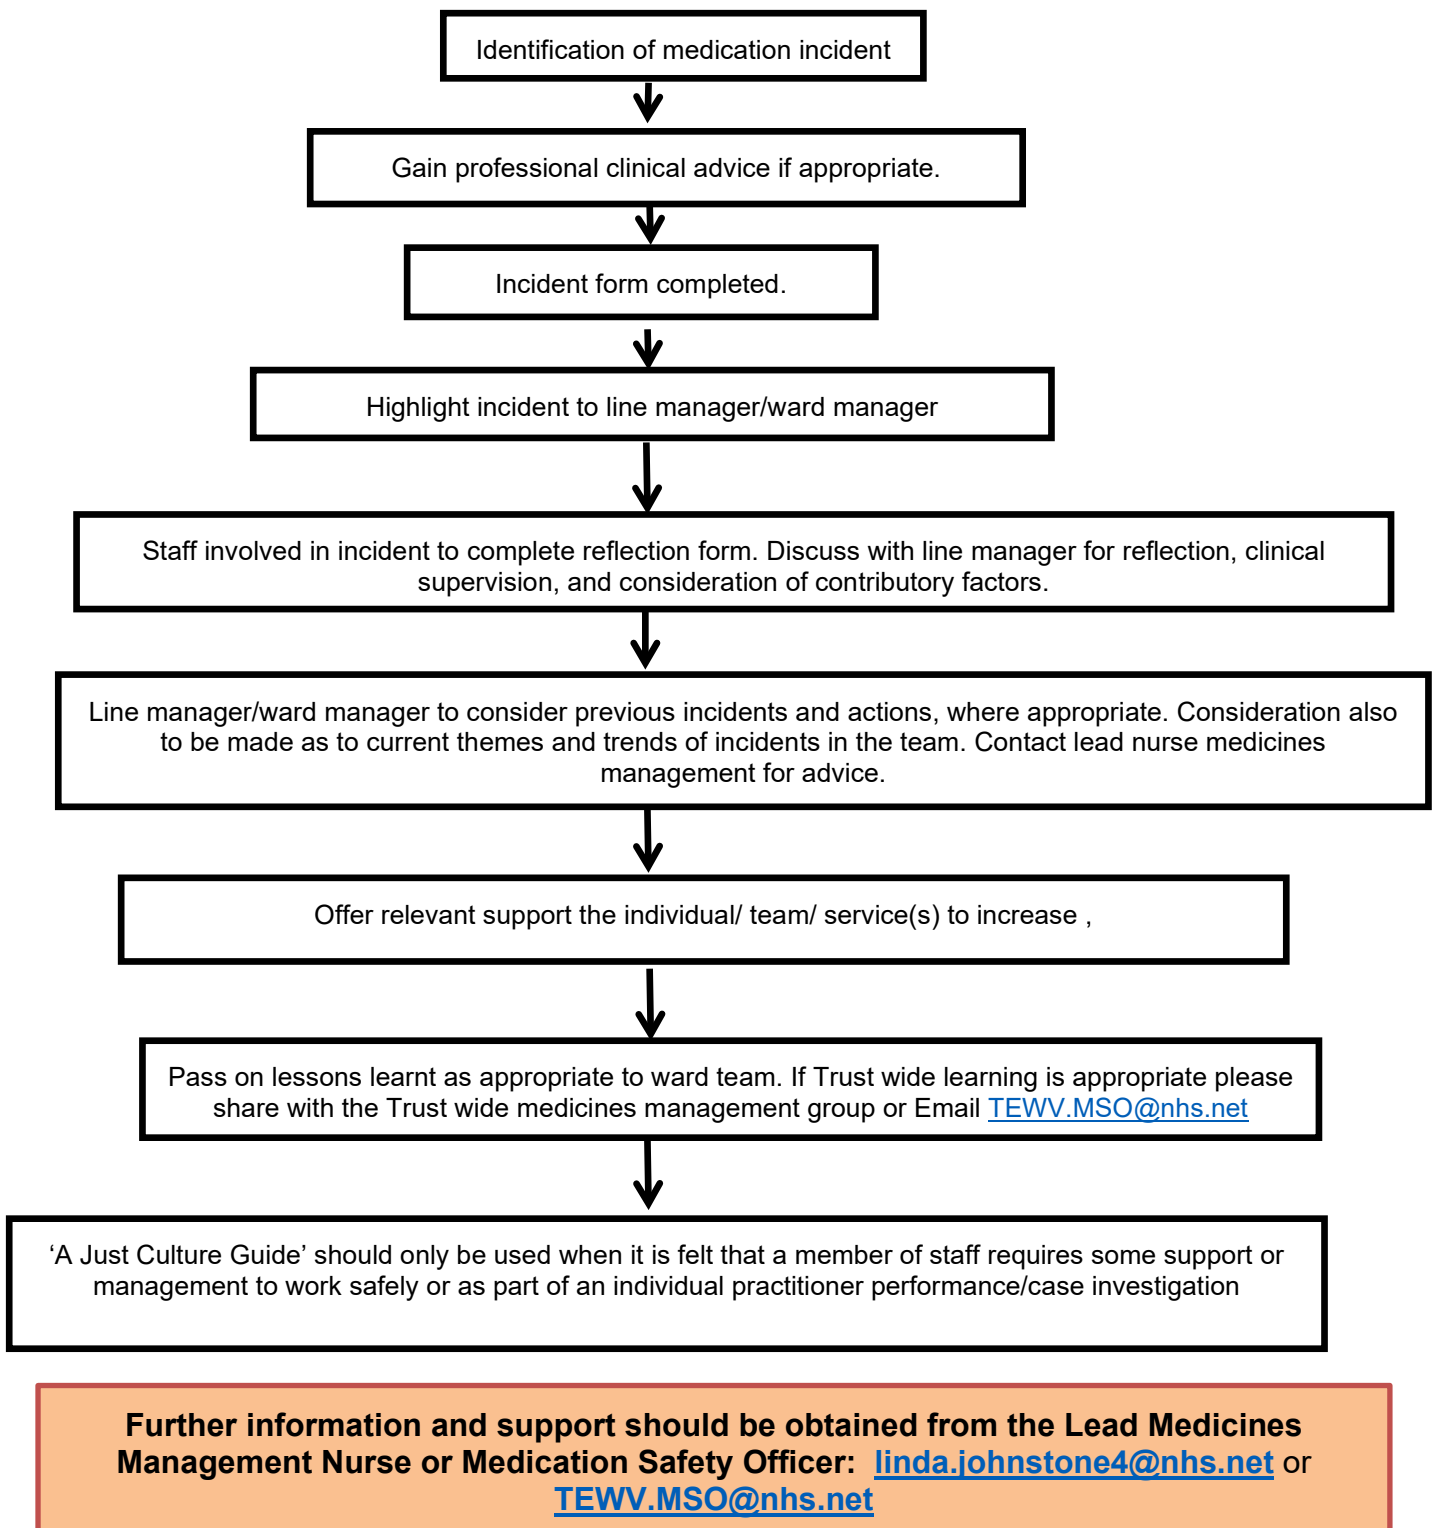 Identification of medication incident
Gain professional clinical advice if appropriate.
Incident form completed.
Highlight incident to line manager/ward manager
Staff involved in incident to complete reflection form. Discuss with line manager for reflection, clinical
supervision, and consideration of contributory factors.
Line manager/ward manager to consider previous incidents and actions, where appropriate. Consideration also
to be made as to current themes and trends of incidents in the team. Contact lead nurse medicines
management for advice.
Offer relevant support the individual/ team/ service(s) to increase ,
Pass on lessons learnt as appropriate to ward team. If Trust wide learning is appropriate please
share with the Trust wide medicines management group or Email TEWV.MSO@nhs.net
‘A Just Culture Guide’ should only be used when it is felt that a member of staff requires some support or
management to work safely or as part of an individual practitioner performance/case investigation
Further information and support should be obtained from the Lead Medicines
Management Nurse or Medication Safety Officer: linda.johnstone4@nhs.net or
TEWV.MSO@nhs.net